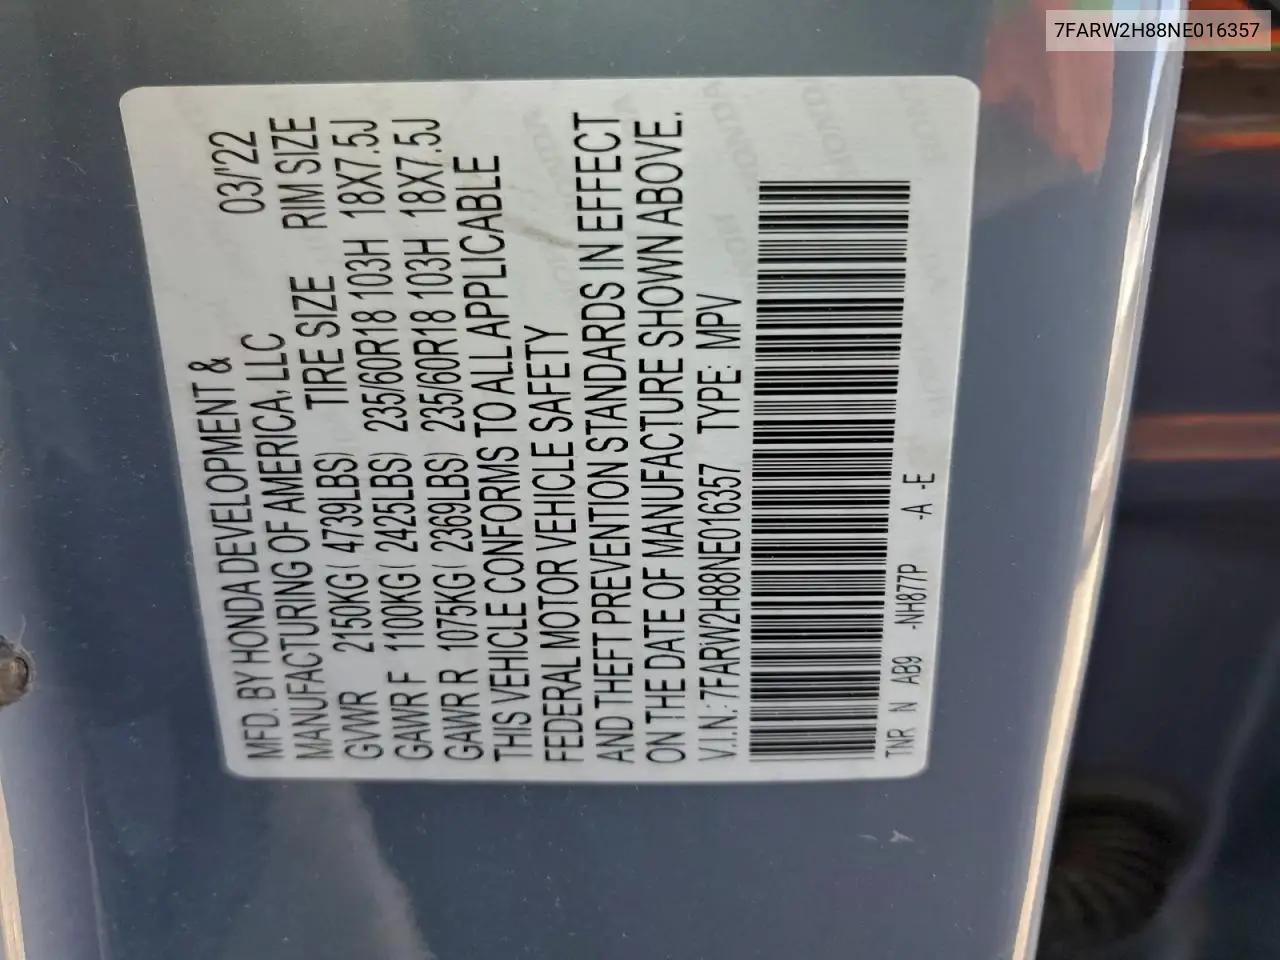 7FARW2H88NE016357
MFD. BY HONDA DEVELOPMENT & 03/'22
MANUFACTURING OF AMERICA, LLC
TIRE SIZE RIM SIZE
GVWR 2150KG( 4739LBS)
GAWR F 1100KG( 2425LBS) 235/60R18 103H 18X7.5J
GAWR R 1075KG( 2369LBS) 235/60R18 103H 18X7.5J
THIS VEHICLE CONFORMS TO ALL APPLICABLE
FEDERAL MOTOR VEHICLE SAFETY
AND THEFT PREVENTION STANDARDS IN EFFECT
ON THE DATE OF MANUFACTURE SHOWN ABOVE.
V.I.N.: 7FARW2H88NE016357 TYPE: MPV
TNR N AB9 -NH877P -A -E